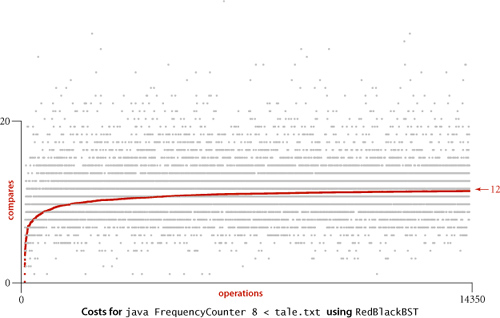 20
compares
12
0
0
operations
14350
Costs for java FrequencyCounter 8 < tale.txt using RedBlackBST